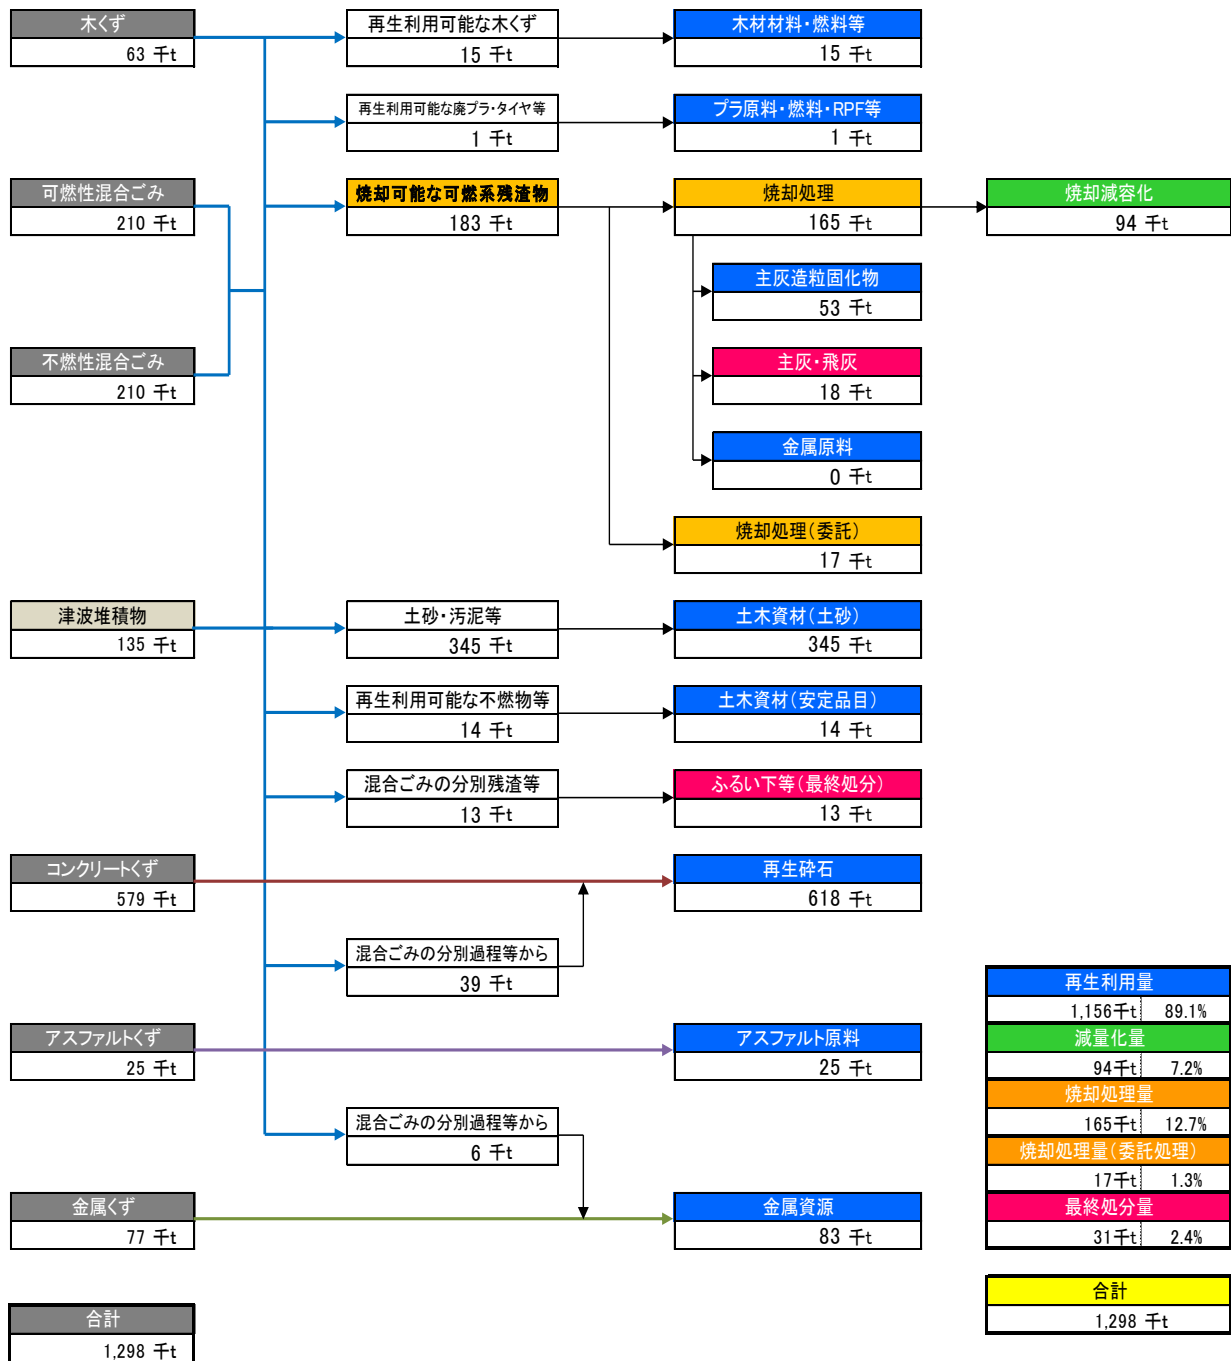 木くず
63 千t
再生利用可能な木くず
15 千t
木材材料・燃料等
15 千t
再生利用可能な廃プラ・タイヤ等
1 千t
プラ原料・燃料・RPF等
1 千t
可燃性混合ごみ
210 千t
焼却可能な可燃系残渣物
183 千t
焼却処理
165 千t
焼却減容化
94 千t
主灰造粒固化物
53 千t
不燃性混合ごみ
210 千t
主灰・飛灰
18 千t
金属原料
0 千t
焼却処理(委託)
17 千t
津波堆積物
135 千t
土砂・汚泥等
345 千t
土木資材(土砂)
345 千t
再生利用可能な不燃物等
14 千t
土木資材(安定品目)
14 千t
混合ごみの分別残渣等
13 千t
ふるい下等(最終処分)
13 千t
コンクリートくず
579 千t
再生砕石
618 千t
混合ごみの分別過程等から
39 千t
アスファルトくず
25 千t
アスファルト原料
25 千t
混合ごみの分別過程等から
6 千t
金属くず
77 千t
金属資源
83 千t
合計
1,298 千t
再生利用量
1,156千t 89.1%
減量化量
94千t 7.2%
焼却処理量
165千t 12.7%
焼却処理量(委託処理)
17千t 1.3%
最終処分量
31千t 2.4%
合計
1,298 千t